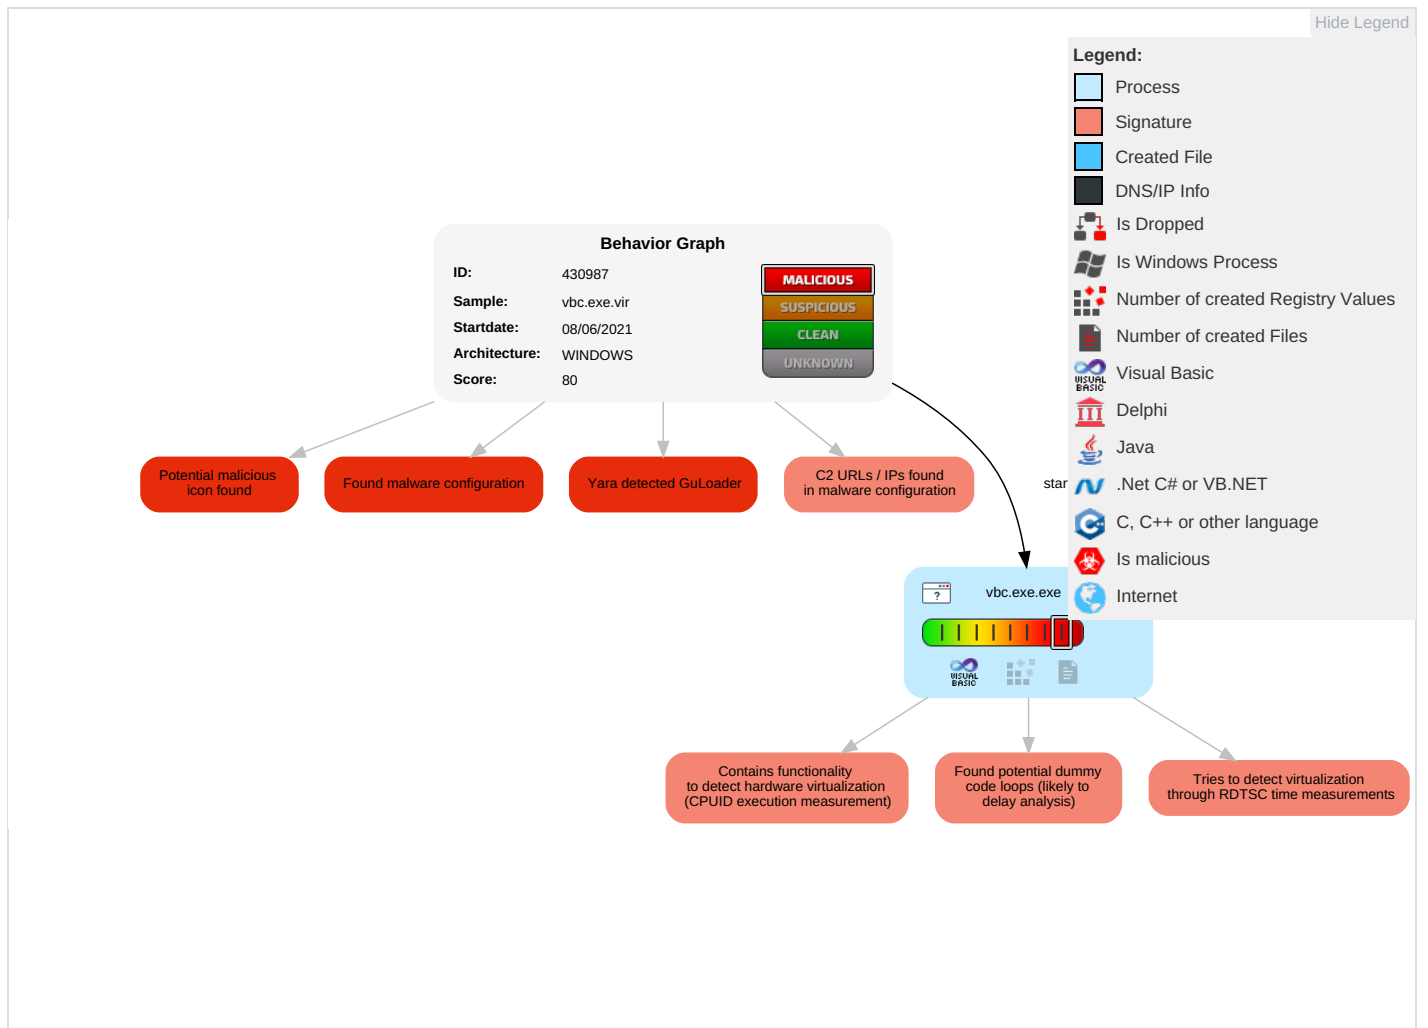 Hide Legend
Legend:
Process
Signature
Created File
DNS/IP Info
Is Dropped
Is Windows Process
Number of created Registry Values
Number of created Files
VISUAL
BASIC
Visual Basic
Delphi
Java
.Net C# or VB.NET
C, C++ or other language
Is malicious
Internet
Behavior Graph
ID: 430987
Sample: vbc.exe.vir
Startdate: 08/06/2021
Architecture: WINDOWS
Score: 80
MALICIOUS
SUSPICIOUS
CLEAN
UNKNOWN
Potential malicious
icon found
Found malware configuration
Yara detected GuLoader
C2 URLs / IPs found
in malware configuration
star
vbc.exe.exe
?
VISUAL
BASIC
Contains functionality
to detect hardware virtualization
(CPUID execution measurement)
Found potential dummy
code loops (likely to
delay analysis)
Tries to detect virtualization
through RDTSC time measurements